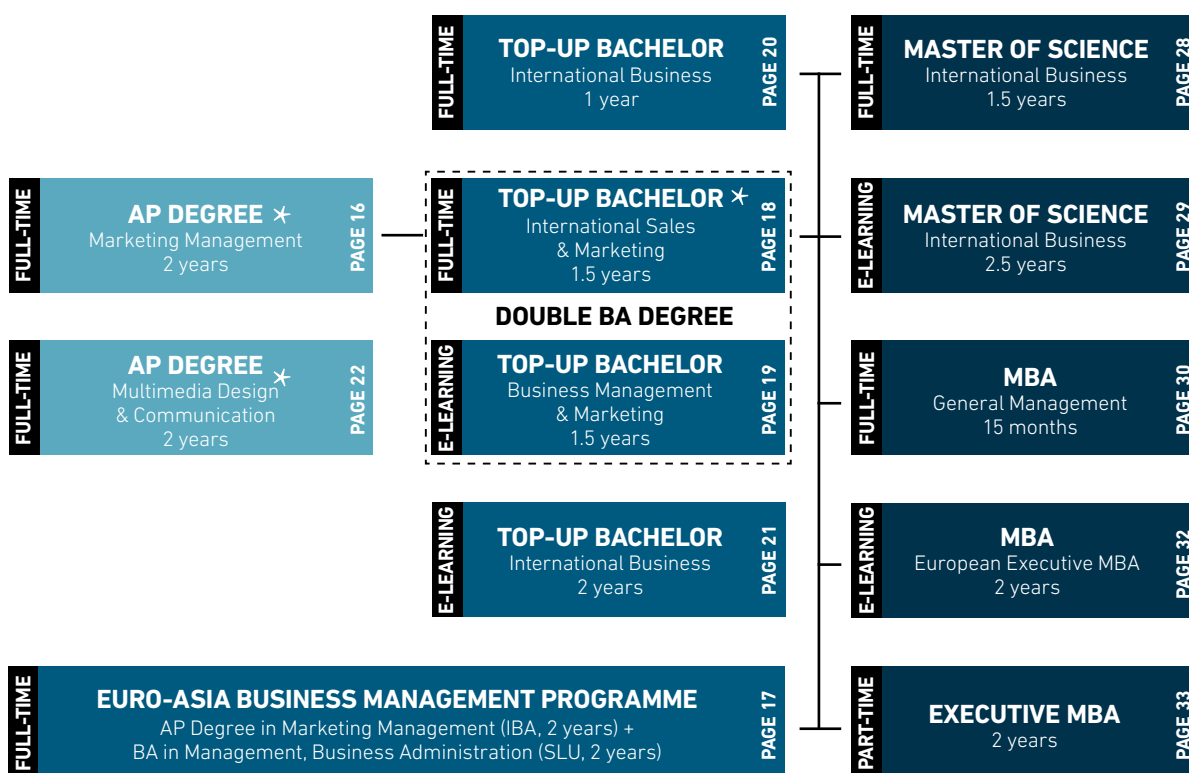 FULL-TIME
TOP-UP BACHELOR
International Business
1 year
PAGE 20
FULL-TIME
MASTER OF SCIENCE
International Business
1.5 years
PAGE 28
FULL-TIME
AP DEGREE *
Marketing Management
2 years
PAGE 16
FULL-TIME
TOP-UP BACHELOR *
International Sales
& Marketing
1.5 years
PAGE 18
E-LEARNING
MASTER OF SCIENCE
International Business
2.5 years
PAGE 29
DOUBLE BA DEGREE
FULL-TIME
AP DEGREE *
Multimedia Design
& Communication
2 years
PAGE 22
E-LEARNING
TOP-UP BACHELOR
Business Management
& Marketing
1.5 years
PAGE 19
FULL-TIME
MBA
General Management
15 months
PAGE 30
E-LEARNING
TOP-UP BACHELOR
International Business
2 years
PAGE 21
E-LEARNING
MBA
European Executive MBA
2 years
PAGE 32
FULL-TIME
EURO-ASIA BUSINESS MANAGEMENT PROGRAMME
AP Degree in Marketing Management (IBA, 2 years) +
BA in Management, Business Administration (SLU, 2 years)
PAGE 17
PART-TIME
EXECUTIVE MBA
2 years
PAGE 33